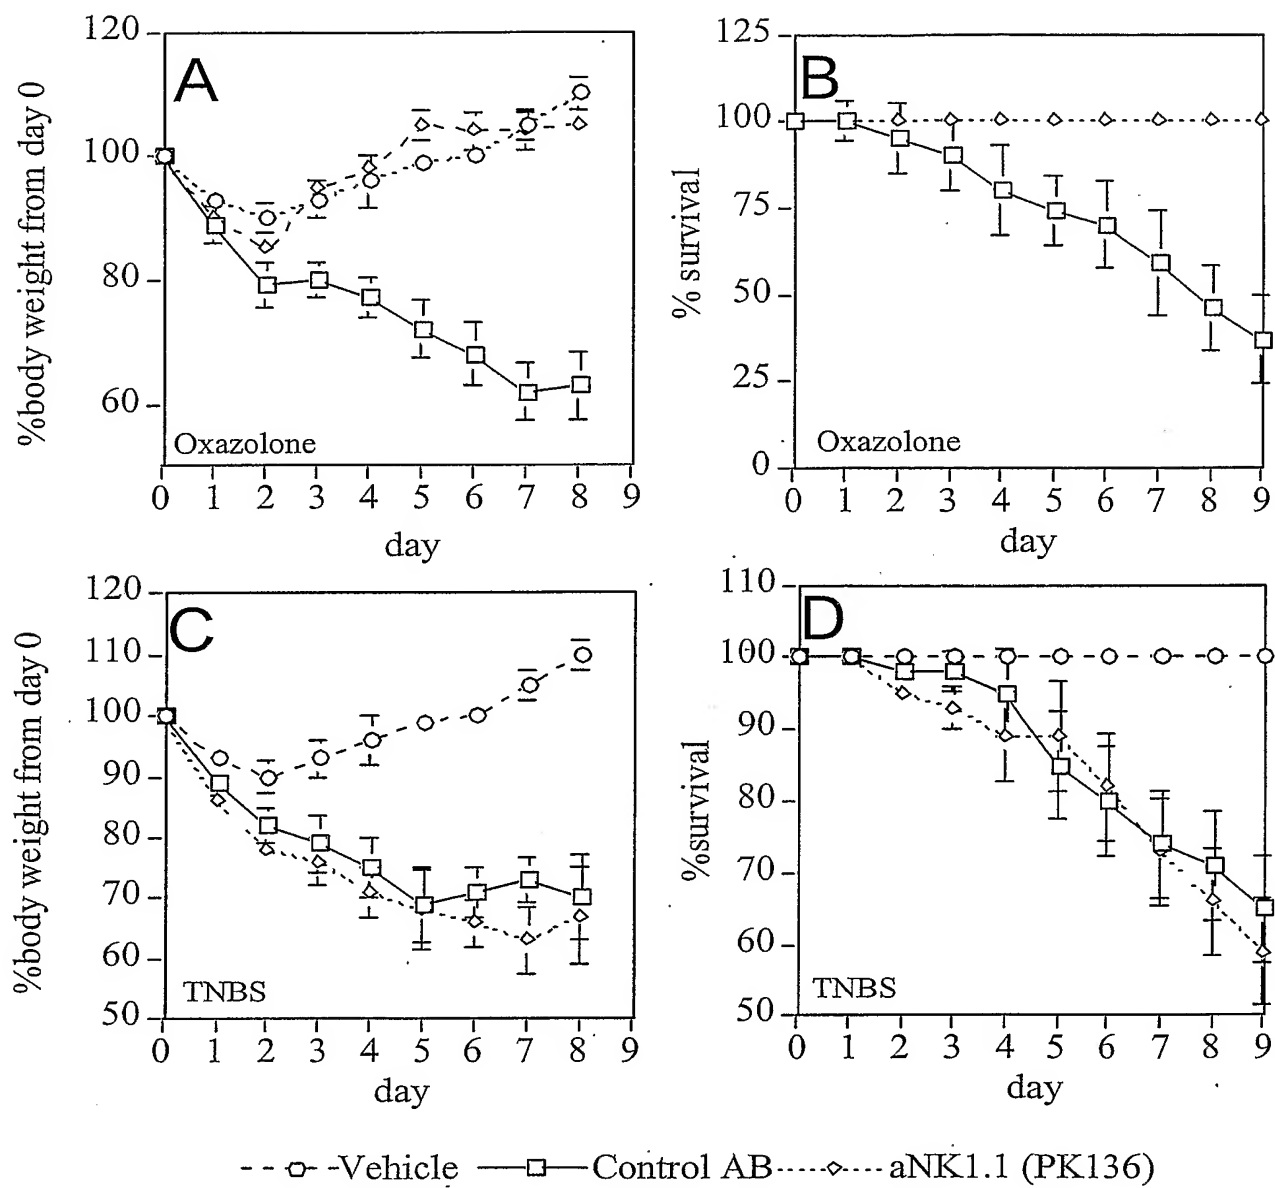 A
%body weight from day 0
120
100
80
60
Oxazolone
0 1 2 3 4 5 6 7 8 9
day
B
% survival
125
100
75
50
25
0
Oxazolone
0 1 2 3 4 5 6 7 8 9
day
C
%body weight from day 0
120
110
100
90
80
70
60
50
TNBS
0 1 2 3 4 5 6 7 8 9
day
D
%survival
110
100
90
80
70
60
50
TNBS
0 1 2 3 4 5 6 7 8 9
day
Vehicle Control AB aNK1.1 (PK136)